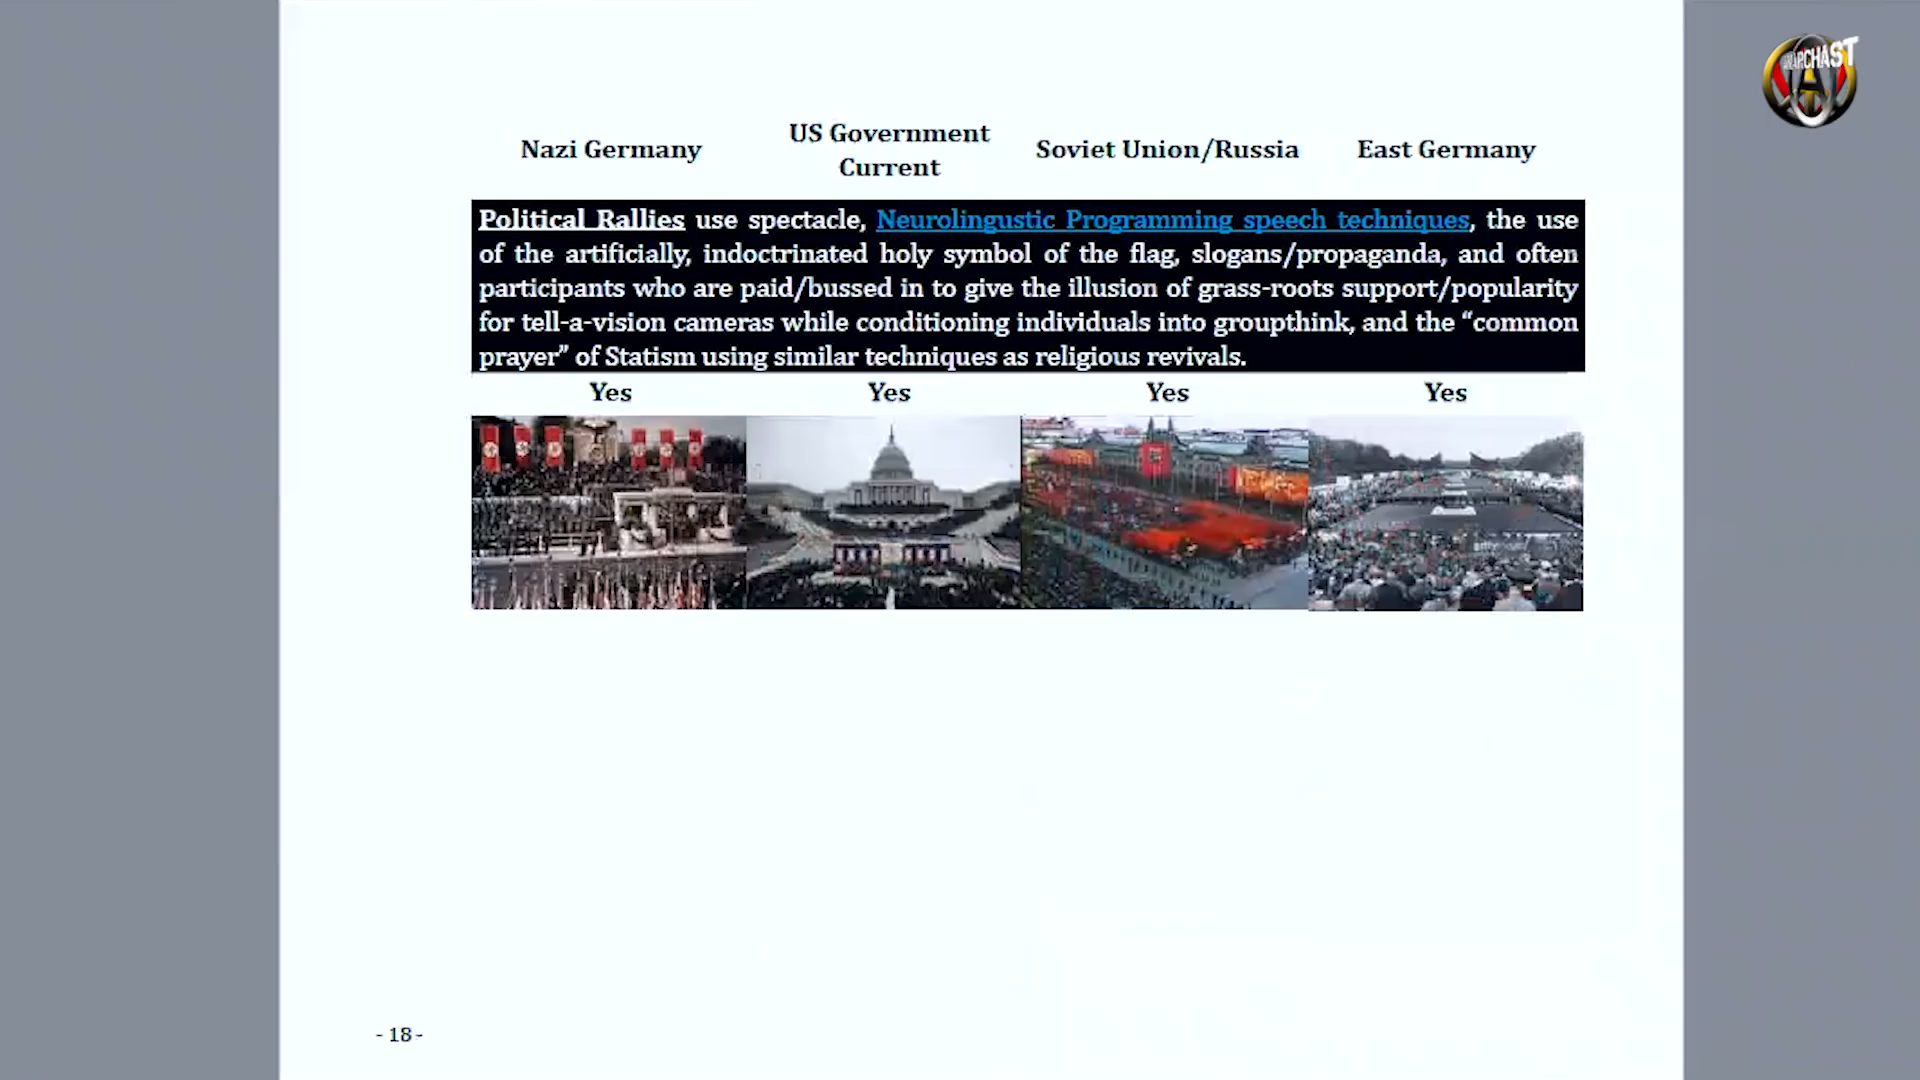 ANARCHAST
Nazi Germany
US Government
Current
Soviet Union/Russia
East Germany
Political Rallies use spectacle, Neurolingustic Programming speech techniques, the use
of the artificially, indoctrinated holy symbol of the flag, slogans/propaganda, and often
participants who are paid/bussed in to give the illusion of grass-roots support/popularity
for tell-a-vision cameras while conditioning individuals into groupthink, and the “common
prayer” of Statism using similar techniques as religious revivals.
Yes
Yes
Yes
Yes
- 18 -